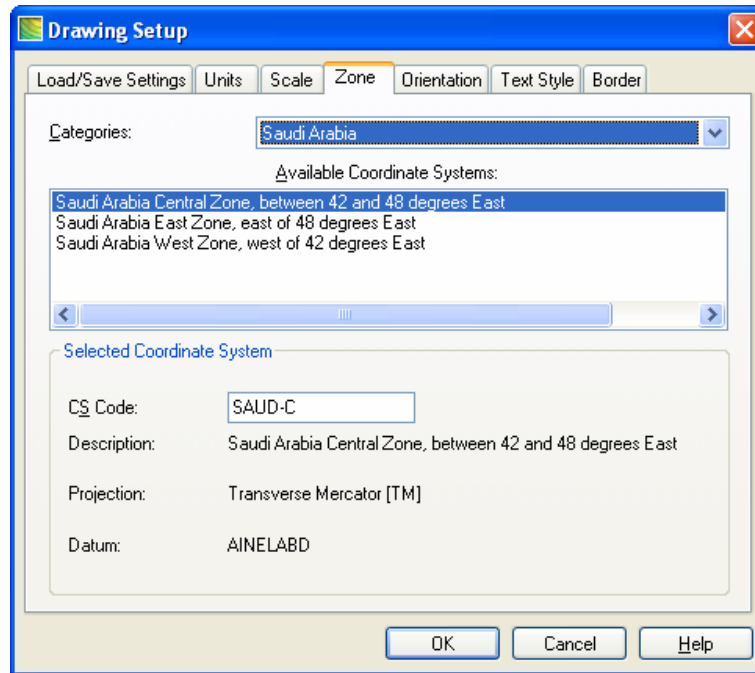 Drawing Setup
Load/Save Settings Units Scale Zone Orientation Text Style Border
Categories: Saudi Arabia
Available Coordinate Systems:
Saudi Arabia Central Zone, between 42 and 48 degrees East
Saudi Arabia East Zone, east of 48 degrees East
Saudi Arabia West Zone, west of 42 degrees East
Selected Coordinate System
CS Code: SAUD-C
Description: Saudi Arabia Central Zone, between 42 and 48 degrees East
Projection: Transverse Mercator [TM]
Datum: AINELABD
OK Cancel Help